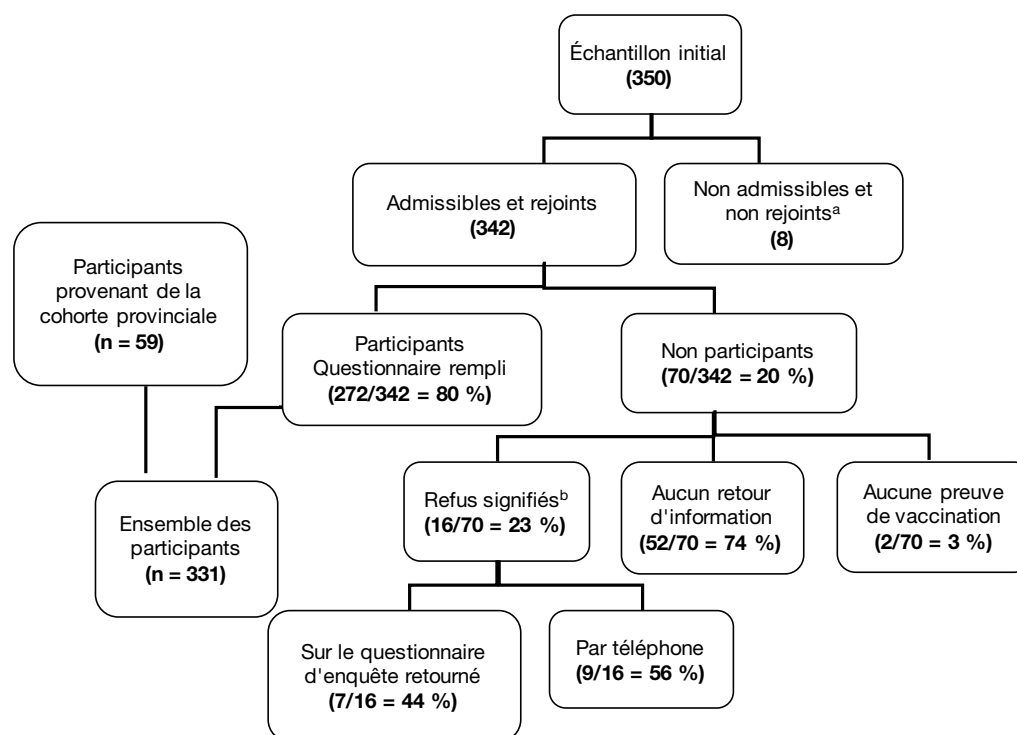 Échantillon initial
(350)
Admissibles et rejoints
(342)
Non admissibles et
non rejointsᵃ
(8)
Participants
provenant de la
cohorte provinciale
(n = 59)
Participants
Questionnaire rempli
(272/342 = 80 %)
Non participants
(70/342 = 20 %)
Ensemble des
participants
(n = 331)
Refus signifiésᵇ
(16/70 = 23 %)
Aucun retour
d'information
(52/70 = 74 %)
Aucune preuve
de vaccination
(2/70 = 3 %)
Sur le questionnaire
d'enquête retourné
(7/16 = 44 %)
Par téléphone
(9/16 = 56 %)